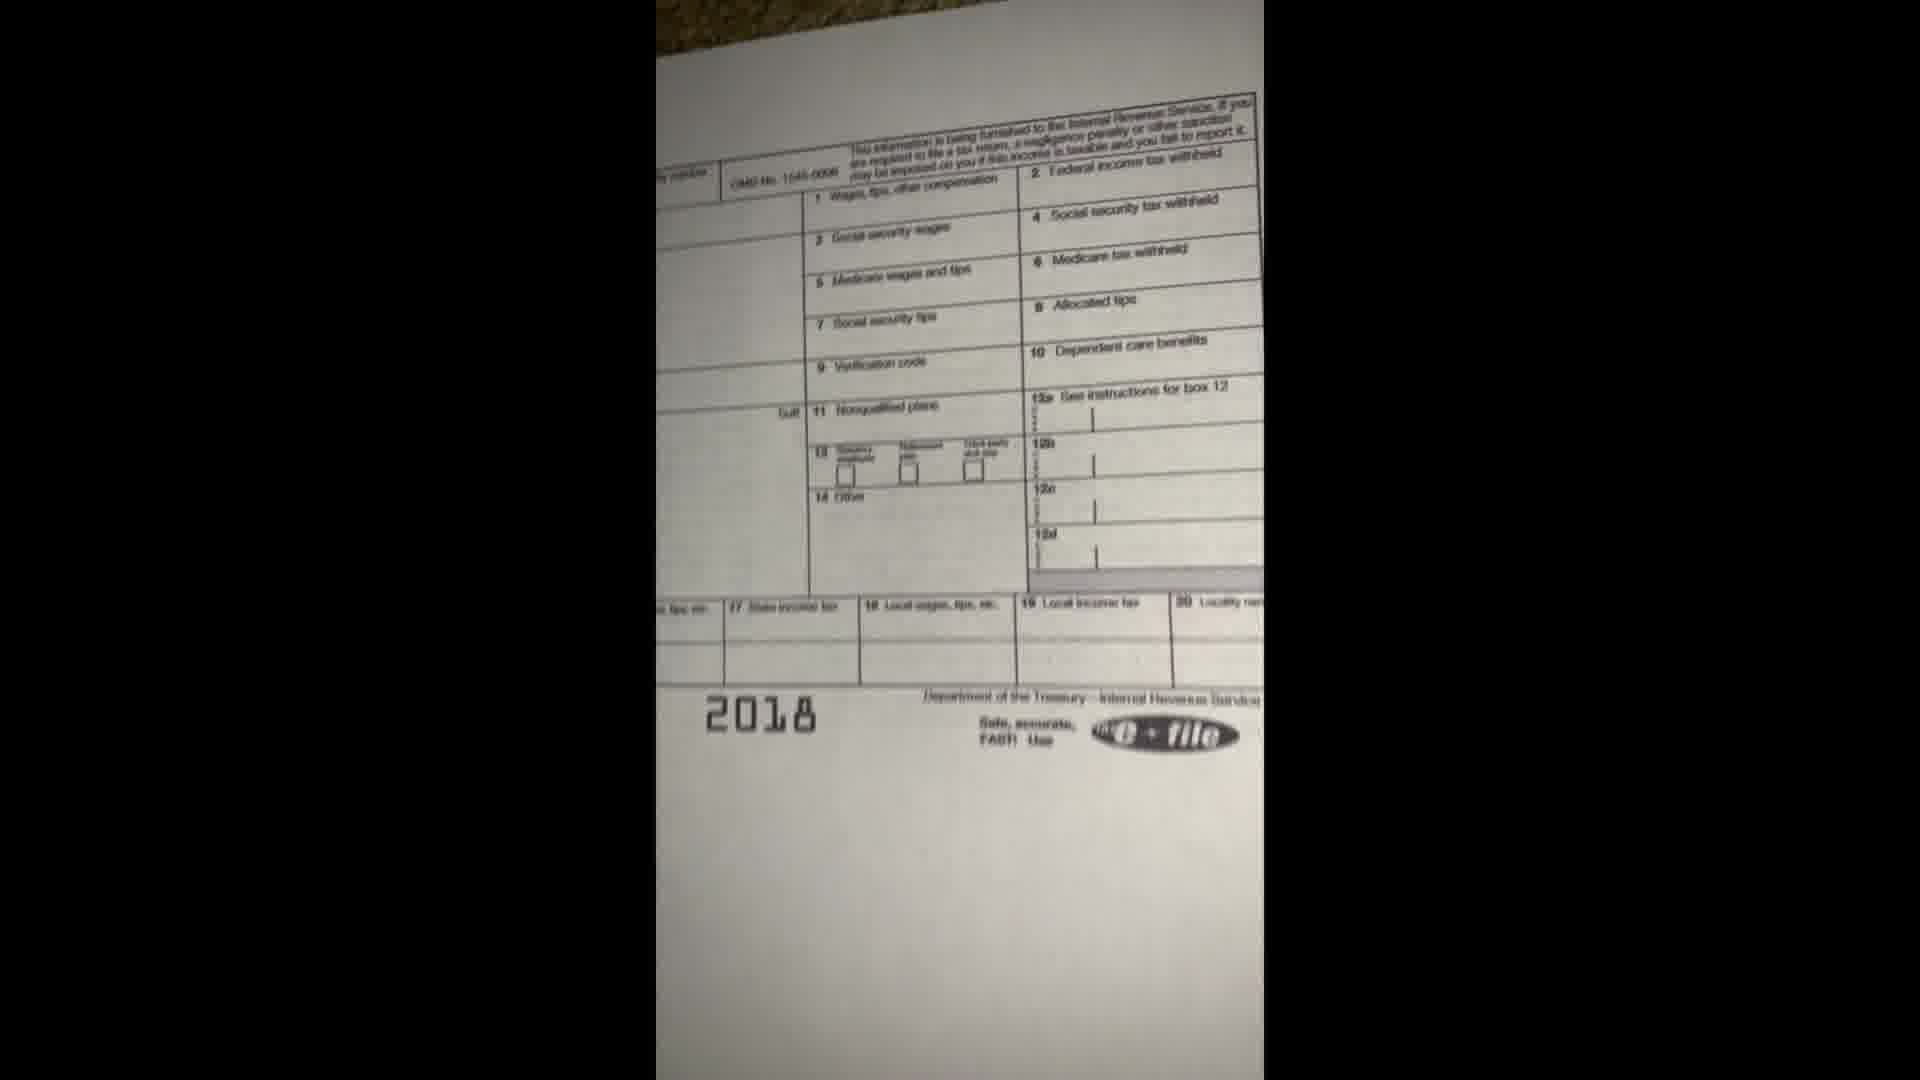 This information is being furnished to the Internal Revenue Service. If you
are required to file a tax return, a negligence penalty or other sanction
may be imposed on you if this income is taxable and you fail to report it.
number
OMB No. 1545-0008
1 Wages, tips, other compensation
2 Federal income tax withheld
3 Social security wages
4 Social security tax withheld
5 Medicare wages and tips
6 Medicare tax withheld
7 Social security tips
8 Allocated tips
9 Verification code
10 Dependent care benefits
Suff.
11 Nonqualified plans
12a See instructions for box 12
13 Statutory employee
Retirement plan
Third-party sick pay
12b
14 Other
12c
12d
tips, etc.
17 State income tax
18 Local wages, tips, etc.
19 Local income tax
20 Locality nam
2018
Department of the Treasury - Internal Revenue Service
Safe, accurate,
FAST! Use
e-file